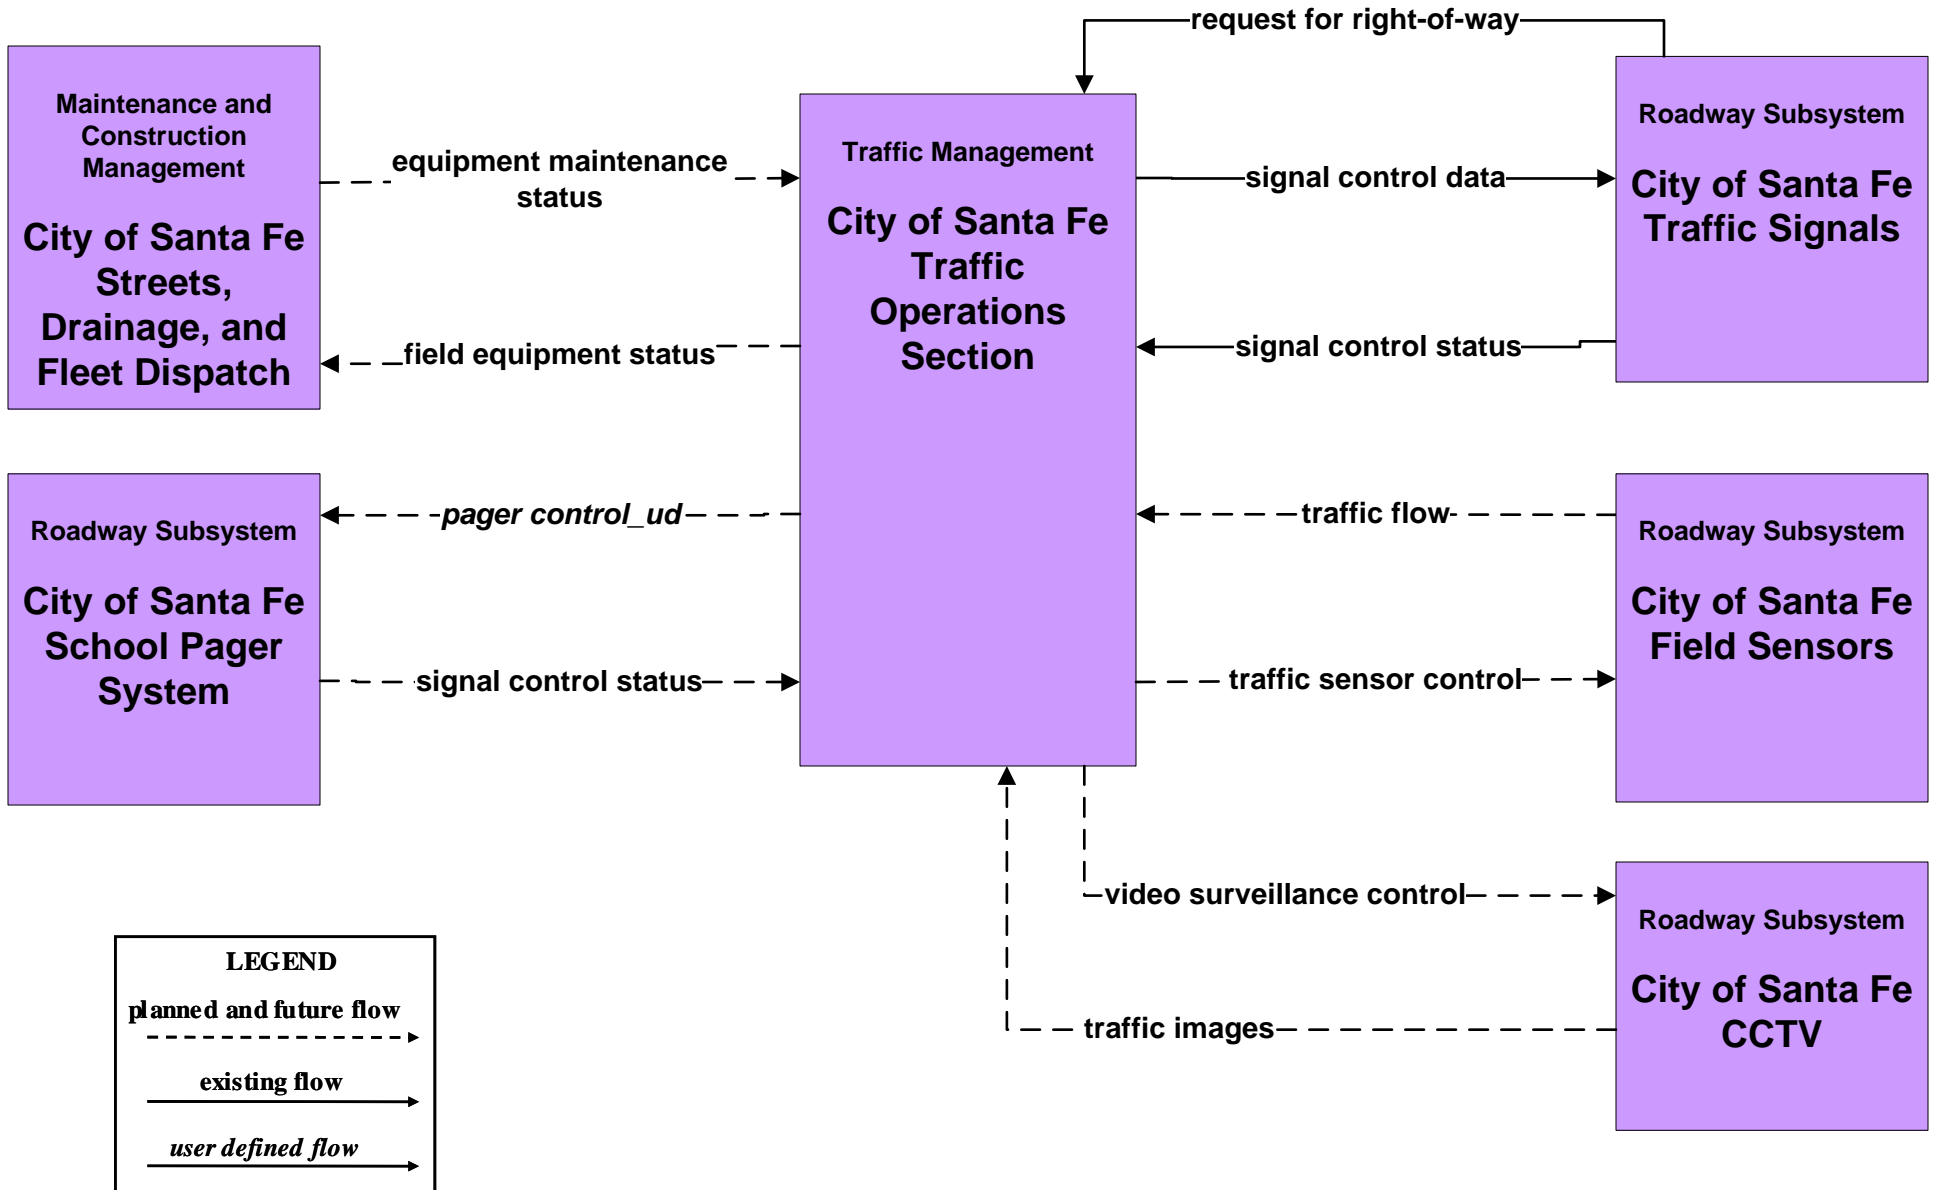 request for right-of-way
Maintenance and
Construction
Management
City of Santa Fe
Streets,
Drainage, and
Fleet Dispatch
equipment maintenance
status
field equipment status
Traffic Management
City of Santa Fe
Traffic
Operations
Section
signal control data
signal control status
Roadway Subsystem
City of Santa Fe
Traffic Signals
Roadway Subsystem
City of Santa Fe
School Pager
System
pager control_ud
signal control status
traffic flow
traffic sensor control
Roadway Subsystem
City of Santa Fe
Field Sensors
video surveillance control
traffic images
Roadway Subsystem
City of Santa Fe
CCTV
LEGEND
planned and future flow
existing flow
user defined flow